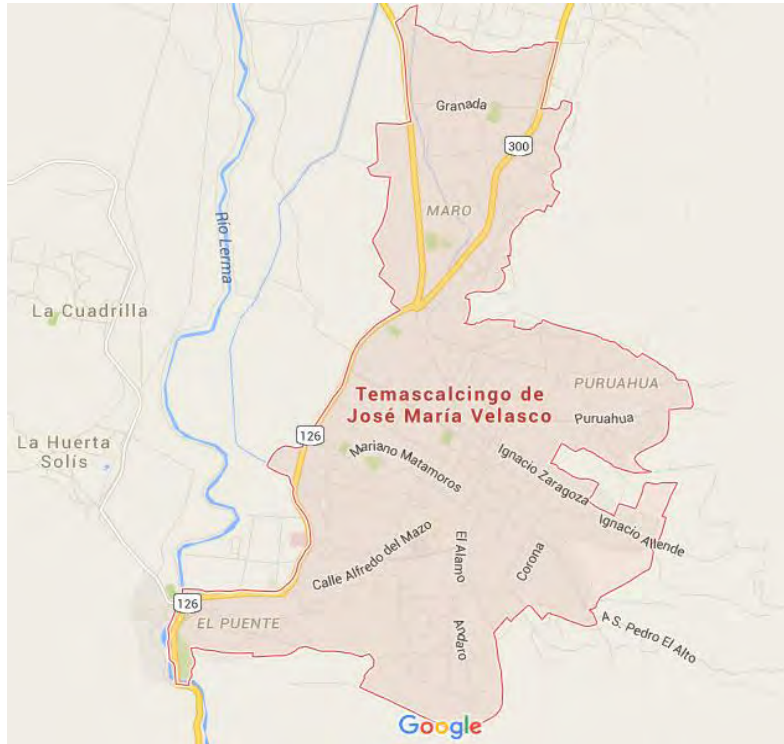 Granada
300
MARO
Río Lerma
La Cuadrilla
Temascalcingo de
José María Velasco
PURUAHUA
Puruahua
126
La Huerta
Solís
Mariano Matamoros
Ignacio Zaragoza
Ignacio Allende
Calle Alfredo del Mazo
El Alamo
Corona
126
EL PUENTE
Andaro
A S. Pedro El Alto
Google